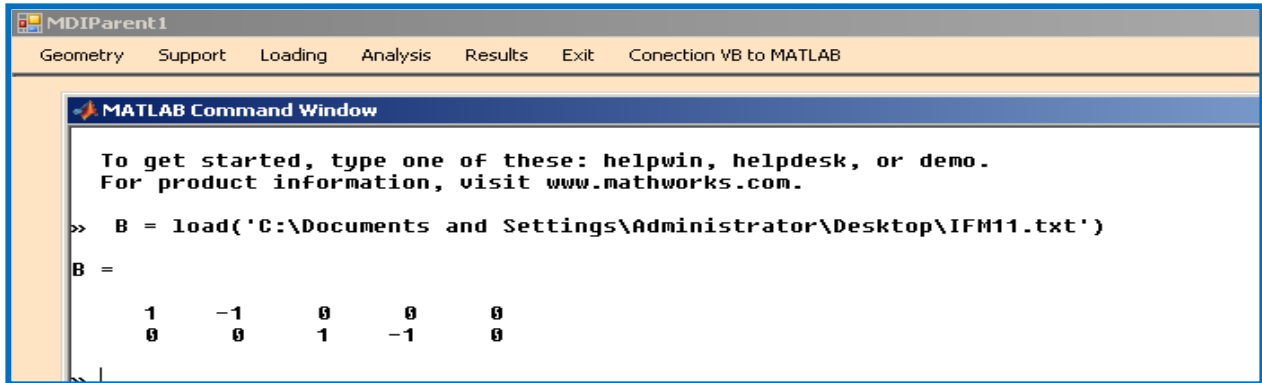 MDIParent1
Geometry Support Loading Analysis Results Exit Conection VB to MATLAB
MATLAB Command Window
To get started, type one of these: helpwin, helpdesk, or demo.
For product information, visit www.mathworks.com.
» B = load('C:\Documents and Settings\Administrator\Desktop\IFM11.txt')
B =
1 -1 0 0 0
0 0 1 -1 0
»